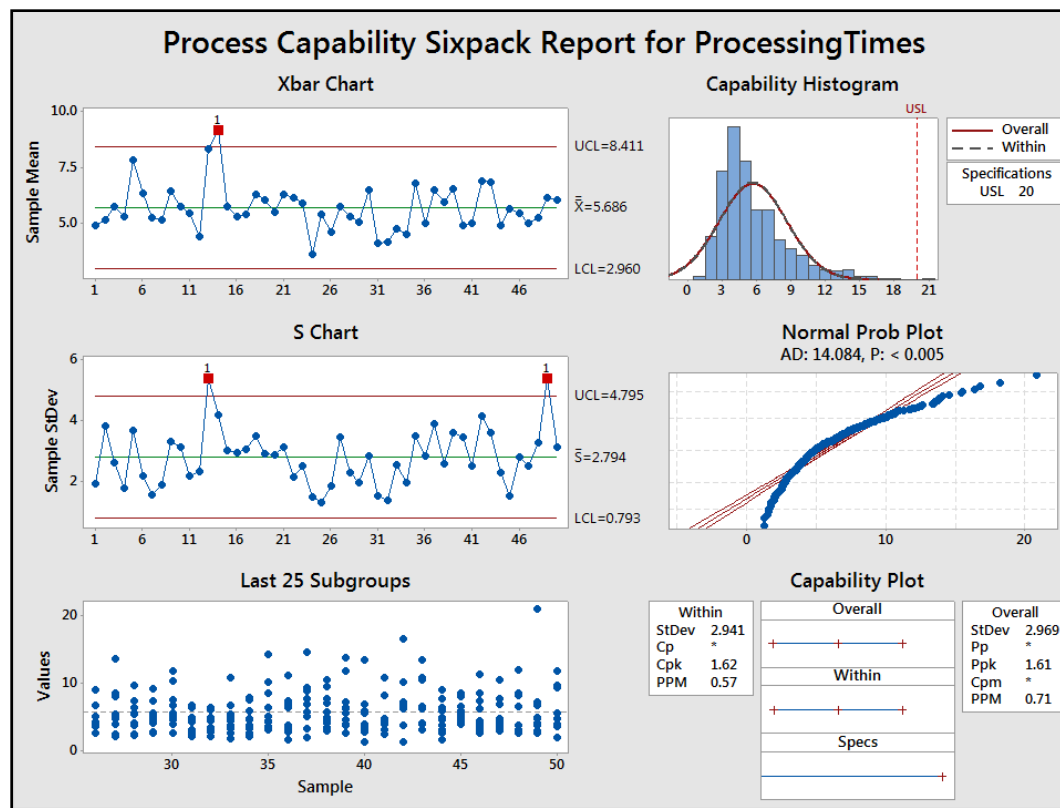 Process Capability Sixpack Report for ProcessingTimes
Xbar Chart
Sample Mean
10.0
7.5
5.0
1
UCL=8.411
X̿=5.686
LCL=2.960
1 6 11 16 21 26 31 36 41 46
Capability Histogram
USL
Overall
Within
Specifications
USL 20
0 3 6 9 12 15 18 21
S Chart
Sample StDev
6
4
2
1 1
UCL=4.795
S̄=2.794
LCL=0.793
1 6 11 16 21 26 31 36 41 46
Normal Prob Plot
AD: 14.084, P: < 0.005
0 10 20
Last 25 Subgroups
Values
20
10
0
30 35 40 45 50
Sample
Capability Plot
Within
StDev 2.941
Cp *
Cpk 1.62
PPM 0.57
Overall
Within
Specs
Overall
StDev 2.969
Pp *
Ppk 1.61
Cpm *
PPM 0.71